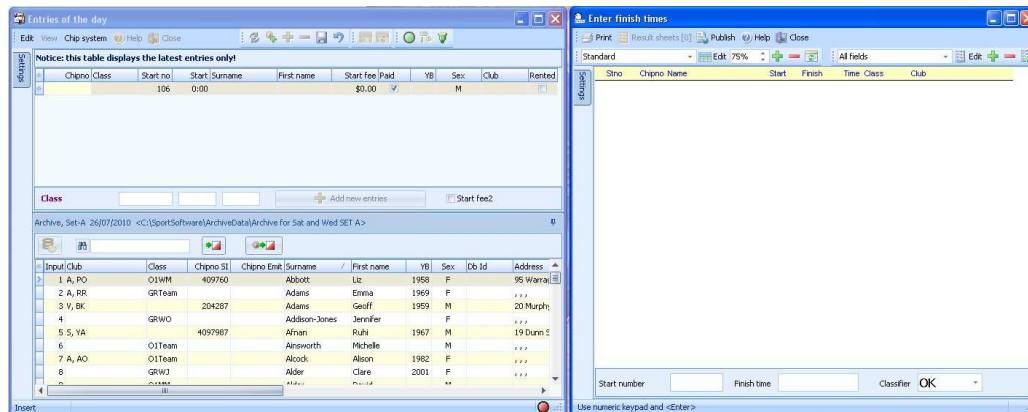 Entries of the day
Edit View Chip system Help Close
Settings
Notice: this table displays the latest entries only!
Chipno Class Start no Start Surname First name Start fee Paid YB Sex Club Rented
106 0:00 $0.00 M
Class Add new entries Start fee2
Archive, Set-A 26/07/2010 <C:\SportSoftware\ArchiveData\Archive for Sat and Wed SET A>
Input Club Class Chipno SI Chipno Emit Surname / First name YB Sex Db Id Address
1 A, PO O1WM 409760 Abbott Liz 1958 F 95 Warra
2 A, RR GRTeam Adams Emma 1969 F , , ,
3 V, BK 204287 Adams Geoff 1959 M 20 Murph
4 GRWO Addison-Jones Jennifer F , , ,
5 S, YA 4097987 Afnan Ruhi 1967 M 19 Dunn S
6 O1Team Ainsworth Michelle M , , ,
7 A, AO O1Team Alcock Alison 1982 F , , ,
8 GRWJ Alder Clare 2001 F , , ,
Insert
Enter finish times
Print Result sheets [0] Publish Help Close
Standard Edit 75% All fields Edit
Settings
Stno Chipno Name Start Finish Time Class Club
Start number Finish time Classifier OK
Use numeric keypad and <Enter>